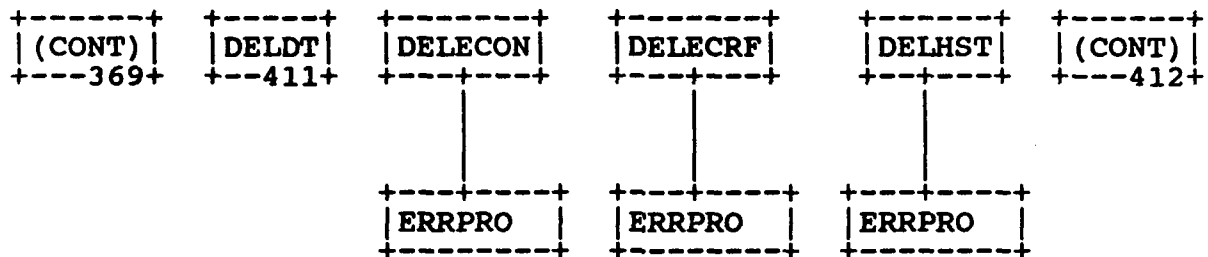 (CONT) DELDT DELECON DELECRF DELHST (CONT)
369 411 412
ERRPRO ERRPRO ERRPRO